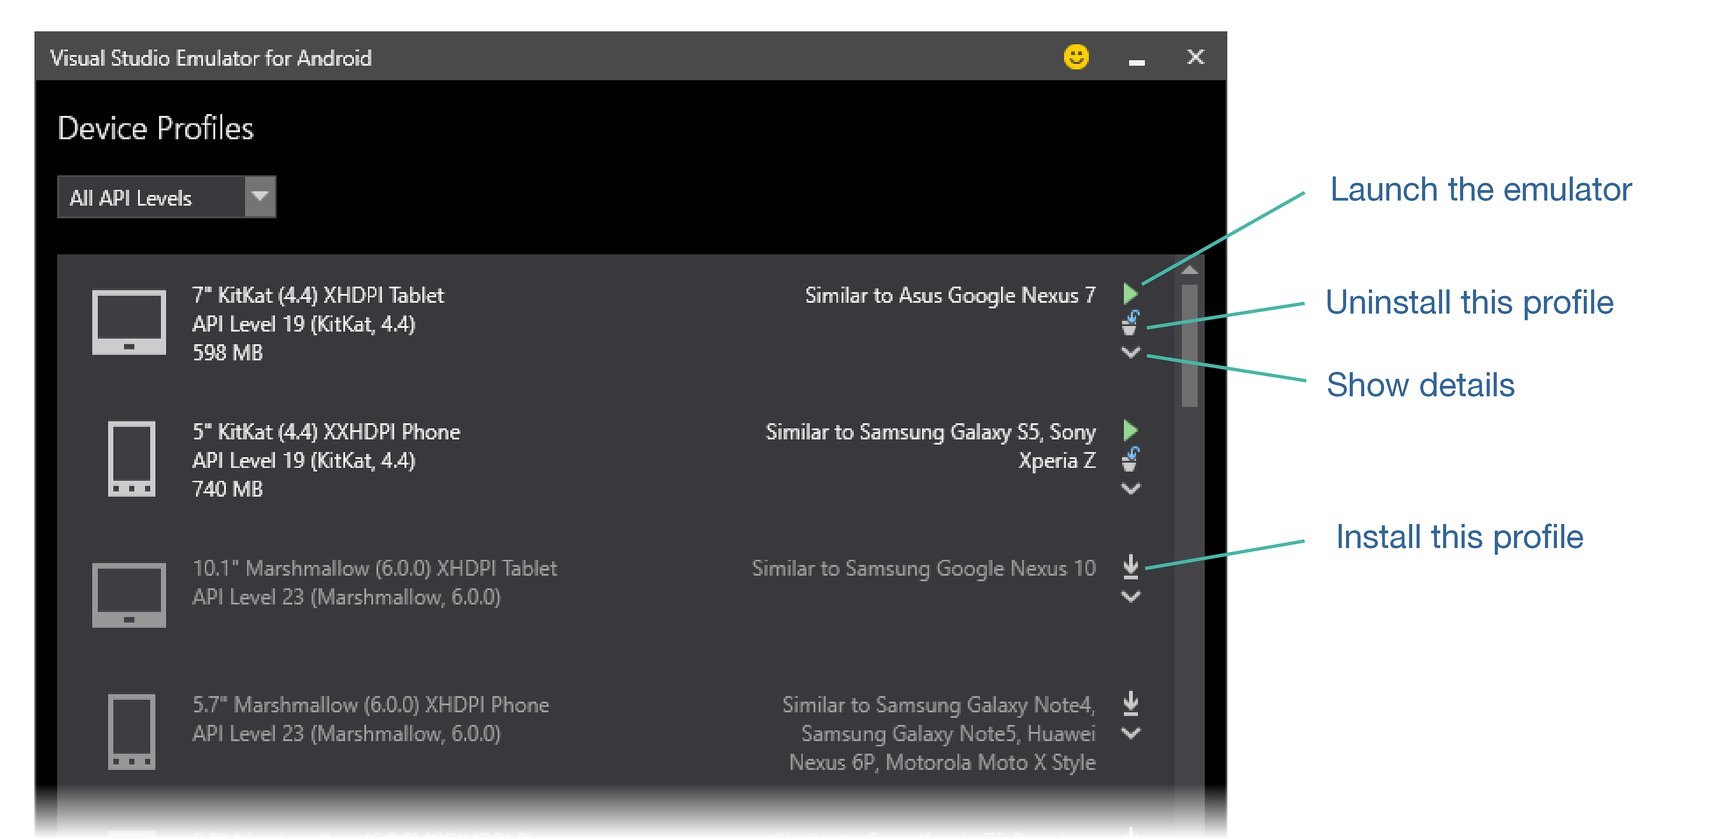 Visual Studio Emulator for Android
Device Profiles
All API Levels
Launch the emulator
7" KitKat (4.4) XHDPI Tablet
API Level 19 (KitKat, 4.4)
598 MB
Similar to Asus Google Nexus 7
Uninstall this profile
Show details
5" KitKat (4.4) XXHDPI Phone
API Level 19 (KitKat, 4.4)
740 MB
Similar to Samsung Galaxy S5, Sony
Xperia Z
Install this profile
10.1" Marshmallow (6.0.0) XHDPI Tablet
API Level 23 (Marshmallow, 6.0.0)
Similar to Samsung Google Nexus 10
5.7" Marshmallow (6.0.0) XHDPI Phone
API Level 23 (Marshmallow, 6.0.0)
Similar to Samsung Galaxy Note4,
Samsung Galaxy Note5, Huawei
Nexus 6P, Motorola Moto X Style